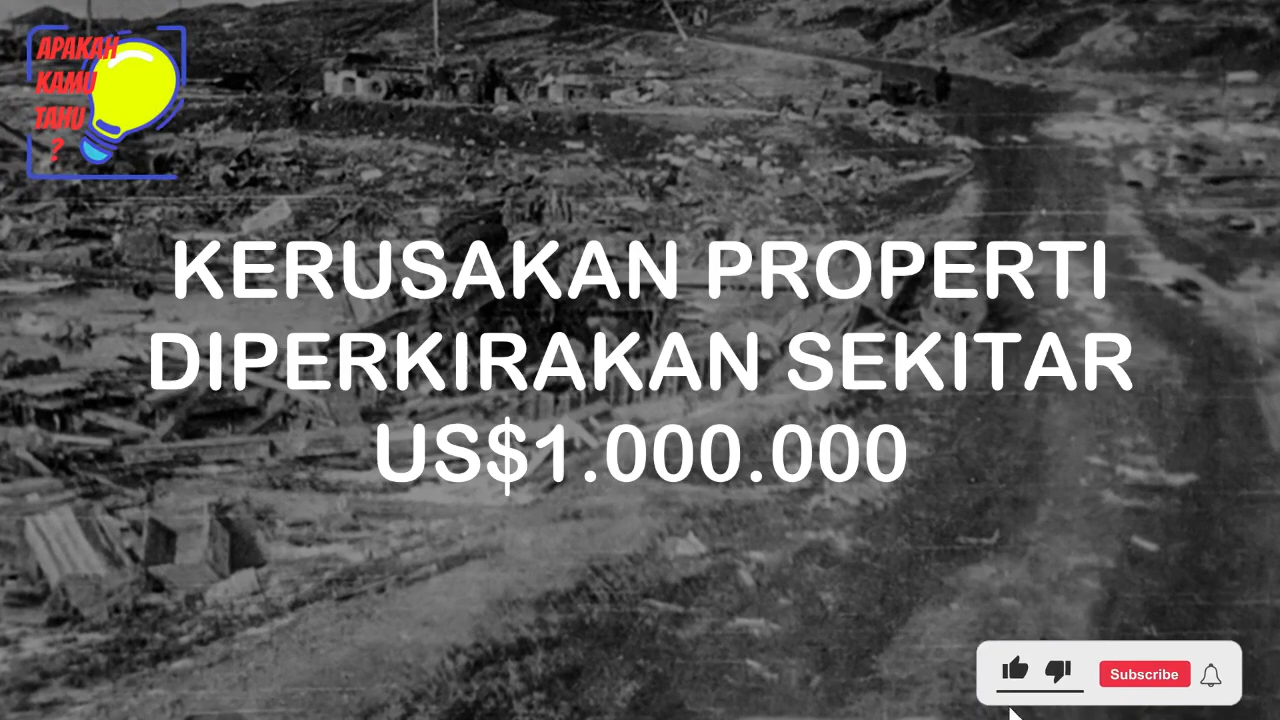 APAKAH
KAMU
TAHU
?
KERUSAKAN PROPERTI
DIPERKIRAKAN SEKITAR
US$1.000.000
Subscribe